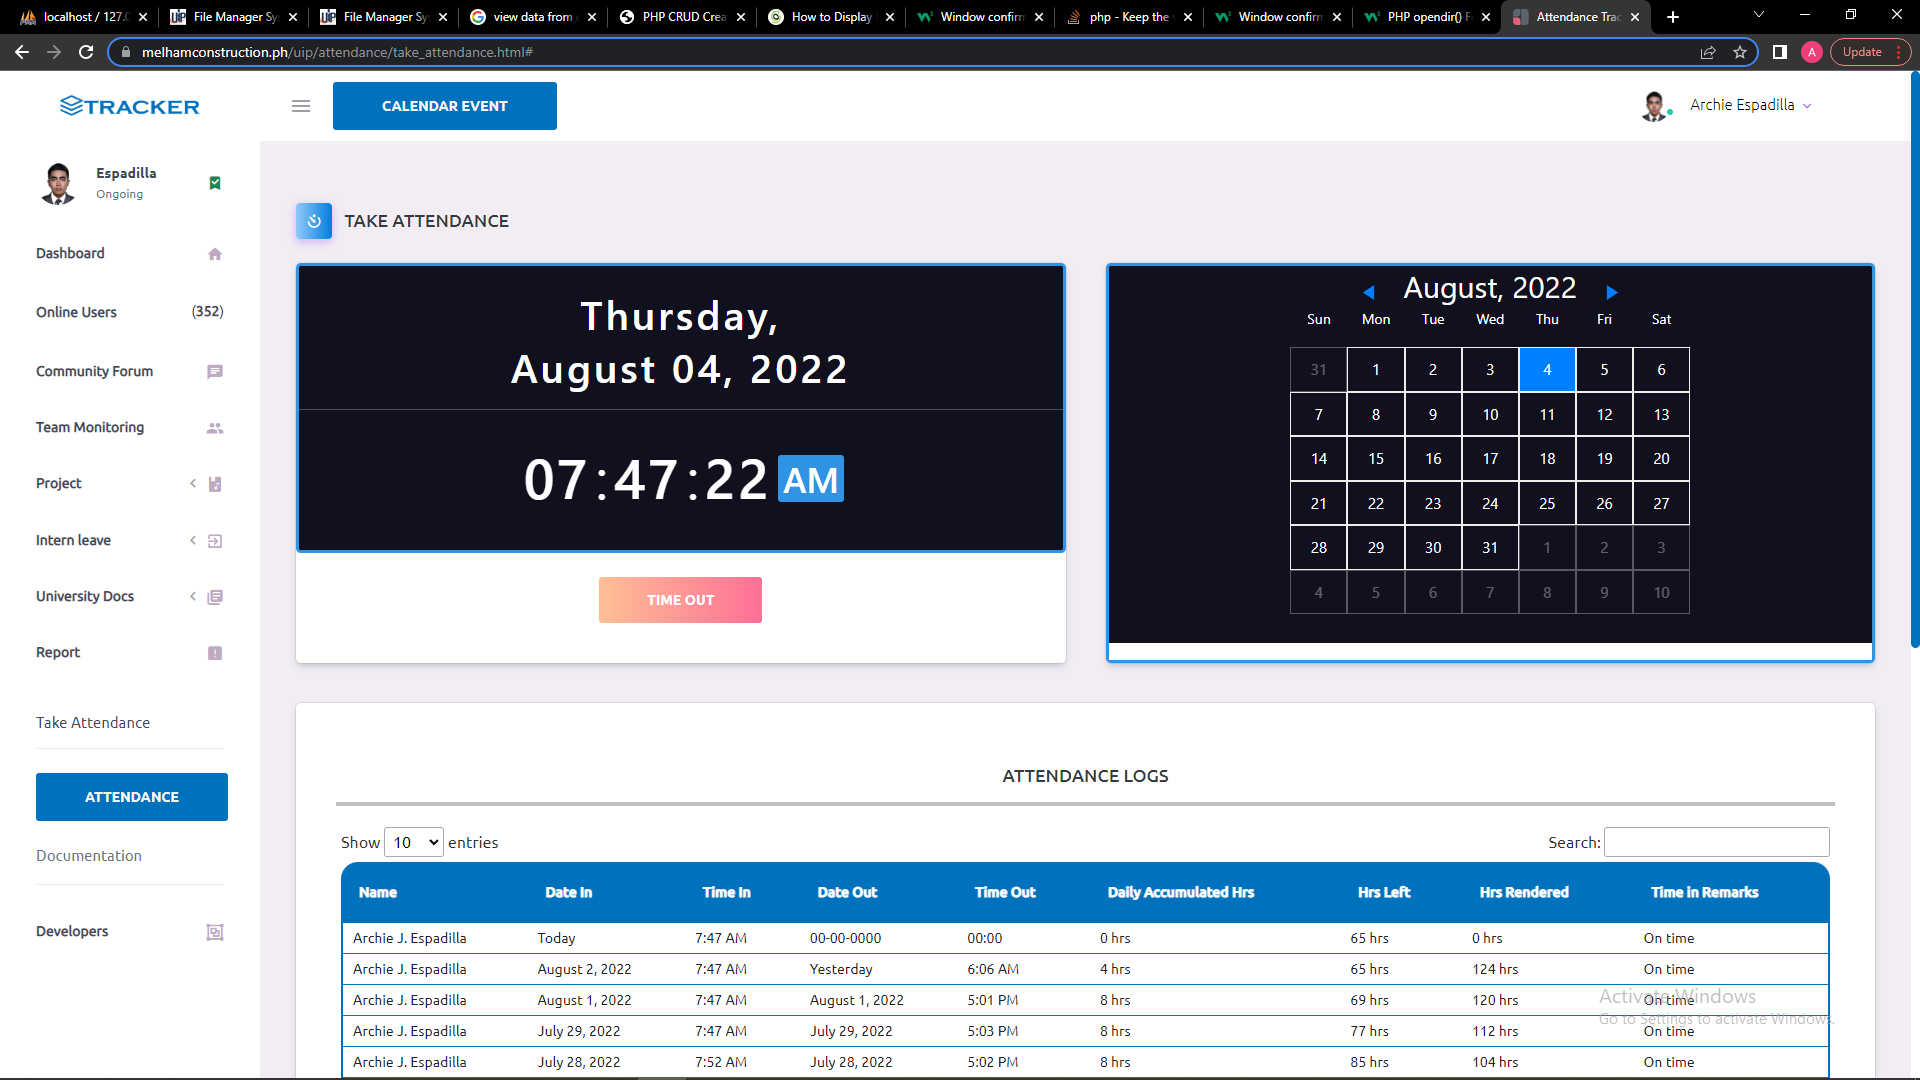 localhost / 127.0
File Manager Sy
File Manager Sy
view data from
PHP CRUD Crea
How to Display
Window confirm
php - Keep the
Window confirm
PHP opendir() F
Attendance Trac
melhamconstruction.ph/uip/attendance/take_attendance.html#
A
Update
TRACKER
CALENDAR EVENT
Archie Espadilla
Espadilla
Ongoing
Dashboard
Online Users (352)
Community Forum
Team Monitoring
Project
Intern leave
University Docs
Report
Take Attendance
ATTENDANCE
Documentation
Developers
TAKE ATTENDANCE
Thursday,
August 04, 2022
07:47:22 AM
TIME OUT
August, 2022
Sun Mon Tue Wed Thu Fri Sat
31 1 2 3 4 5 6
7 8 9 10 11 12 13
14 15 16 17 18 19 20
21 22 23 24 25 26 27
28 29 30 31 1 2 3
4 5 6 7 8 9 10
ATTENDANCE LOGS
Show 10 entries Search:
Name Date In Time In Date Out Time Out Daily Accumulated Hrs Hrs Left Hrs Rendered Time in Remarks
Archie J. Espadilla Today 7:47 AM 00-00-0000 00:00 0 hrs 65 hrs 0 hrs On time
Archie J. Espadilla August 2, 2022 7:47 AM Yesterday 6:06 AM 4 hrs 65 hrs 124 hrs On time
Archie J. Espadilla August 1, 2022 7:47 AM August 1, 2022 5:01 PM 8 hrs 69 hrs 120 hrs On time
Archie J. Espadilla July 29, 2022 7:47 AM July 29, 2022 5:03 PM 8 hrs 77 hrs 112 hrs On time
Archie J. Espadilla July 28, 2022 7:52 AM July 28, 2022 5:02 PM 8 hrs 85 hrs 104 hrs On time
Activate Windows
Go to Settings to activate Windows.